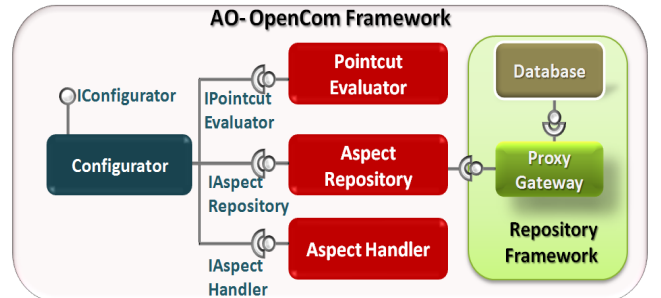 AO- OpenCom Framework
IConfigurator
Configurator
IPointcut
Evaluator
Pointcut
Evaluator
IAspect
Repository
Aspect
Repository
IAspect
Handler
Aspect Handler
Database
Proxy
Gateway
Repository
Framework